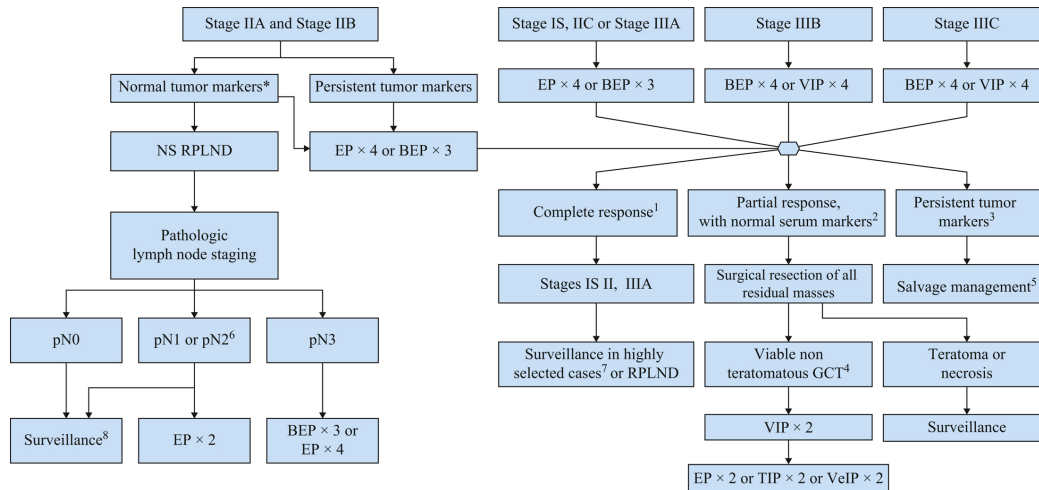 Stage IIA and Stage IIB
Normal tumor markers*
Persistent tumor markers
NS RPLND
EP × 4 or BEP × 3
Pathologic
lymph node staging
pN0
pN1 or pN2⁶
pN3
Surveillance⁸
EP × 2
BEP × 3 or
EP × 4
Stage IS, IIC or Stage IIIA
Stage IIIB
Stage IIIC
EP × 4 or BEP × 3
BEP × 4 or VIP × 4
BEP × 4 or VIP × 4
Complete response¹
Partial response,
with normal serum markers²
Persistent tumor
markers³
Stages IS II, IIIA
Surgical resection of all
residual masses
Salvage management⁵
Surveillance in highly
selected cases⁷ or RPLND
Viable non
teratomatous GCT⁴
Teratoma or
necrosis
VIP × 2
Surveillance
EP × 2 or TIP × 2 or VeIP × 2